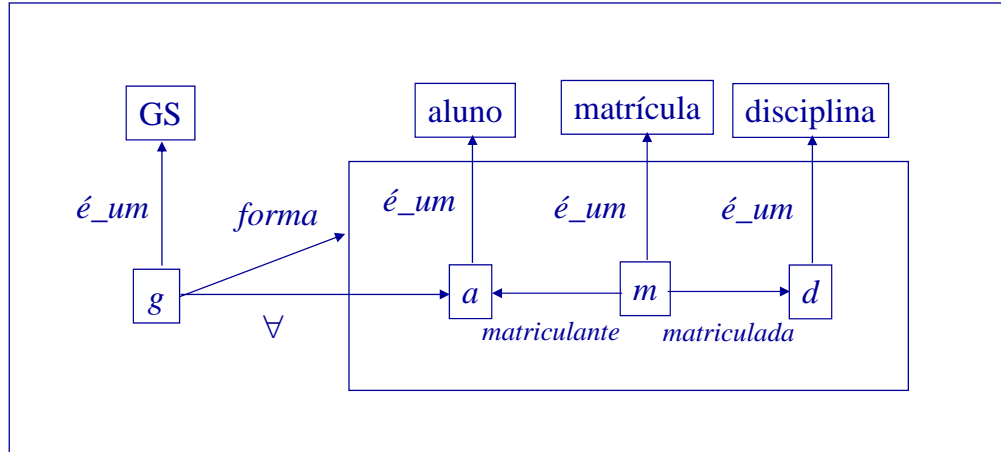 GS aluno matrícula disciplina
é_um forma é_um é_um é_um
g a m d
∀ matriculante matriculada